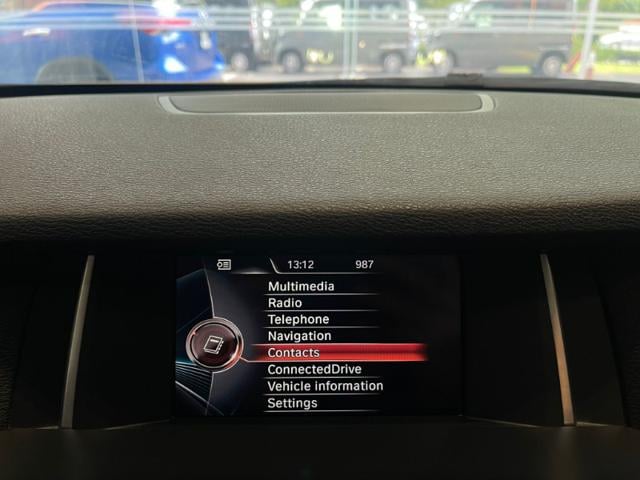 13:12 987
Multimedia
Radio
Telephone
Navigation
Contacts
ConnectedDrive
Vehicle information
Settings